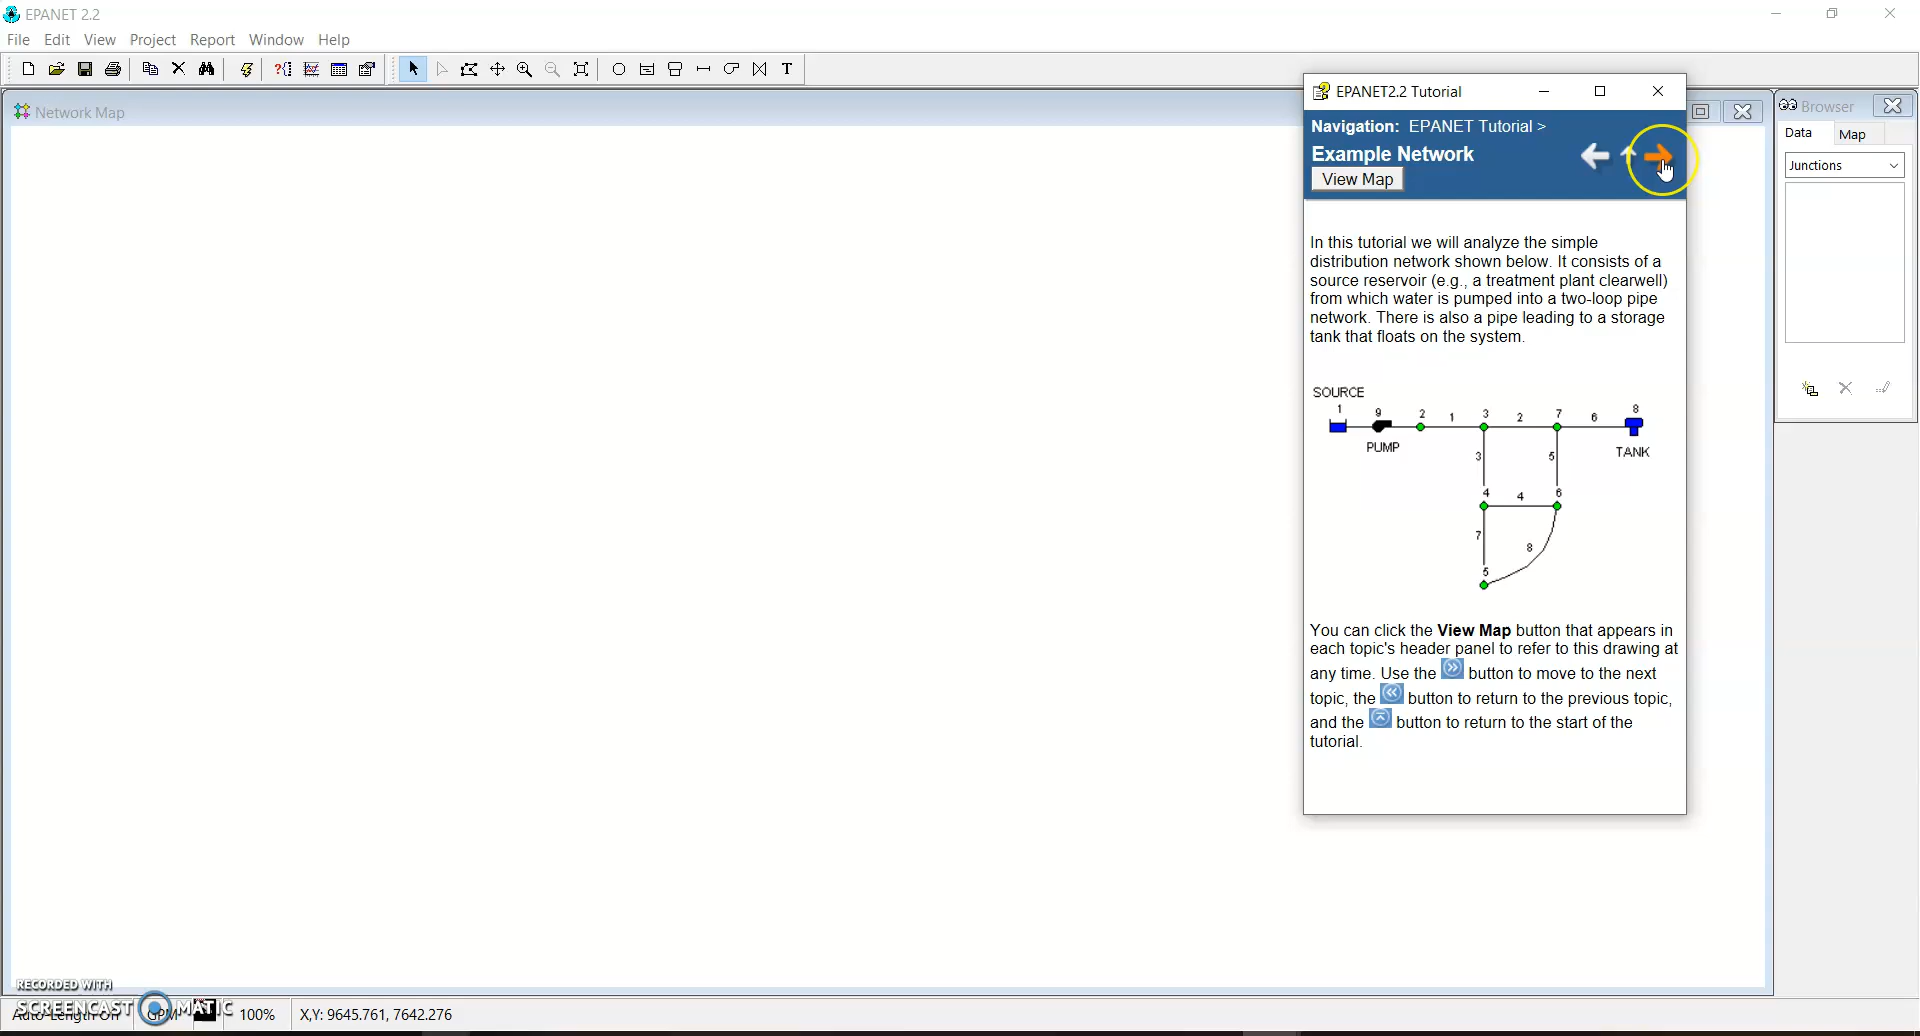 EPANET 2.2
File Edit View Project Report Window Help
Network Map
EPANET2.2 Tutorial
Navigation: EPANET Tutorial >
Example Network
View Map
In this tutorial we will analyze the simple
distribution network shown below. It consists of a
source reservoir (e.g., a treatment plant clearwell)
from which water is pumped into a two-loop pipe
network. There is also a pipe leading to a storage
tank that floats on the system.
SOURCE
1 9 2 1 3 2 7 6 8
PUMP
TANK
3 5
4 4 6
7 8
5
You can click the View Map button that appears in
each topic's header panel to refer to this drawing at
any time. Use the button to move to the next
topic, the button to return to the previous topic,
and the button to return to the start of the
tutorial.
Browser
Data Map
Junctions
RECORDED WITH
SCREENCAST MATIC
Auto-Length On GPM 100% X,Y: 9645.761, 7642.276